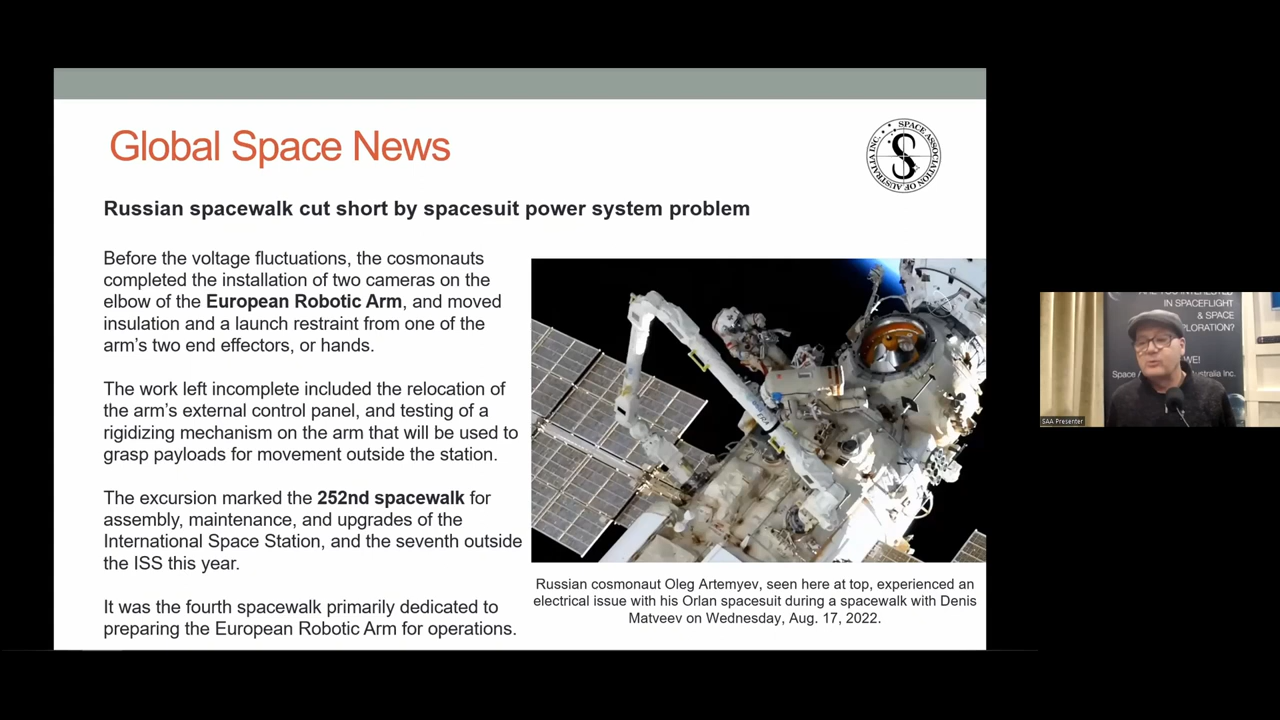 Global Space News
SPACE ASSOCIATION OF AUSTRALIA INC.
Russian spacewalk cut short by spacesuit power system problem
Before the voltage fluctuations, the cosmonauts
completed the installation of two cameras on the
elbow of the European Robotic Arm, and moved
insulation and a launch restraint from one of the
arm's two end effectors, or hands.
The work left incomplete included the relocation of
the arm's external control panel, and testing of a
rigidizing mechanism on the arm that will be used to
grasp payloads for movement outside the station.
The excursion marked the 252nd spacewalk for
assembly, maintenance, and upgrades of the
International Space Station, and the seventh outside
the ISS this year.
It was the fourth spacewalk primarily dedicated to
preparing the European Robotic Arm for operations.
Russian cosmonaut Oleg Artemyev, seen here at top, experienced an
electrical issue with his Orlan spacesuit during a spacewalk with Denis
Matveev on Wednesday, Aug. 17, 2022.
IN SPACEFLIGHT
& SPACE
PLORATION?
WE!
Space A
stralia Inc.
SAA Presenter